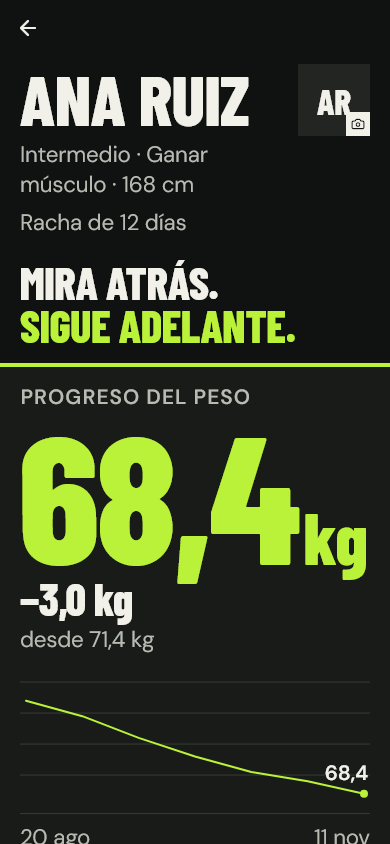 ANA RUIZ
AR
Intermedio · Ganar
músculo · 168 cm
Racha de 12 días
MIRA ATRÁS.
SIGUE ADELANTE.
PROGRESO DEL PESO
68,4kg
–3,0 kg
desde 71,4 kg
68,4
20 ago 11 nov